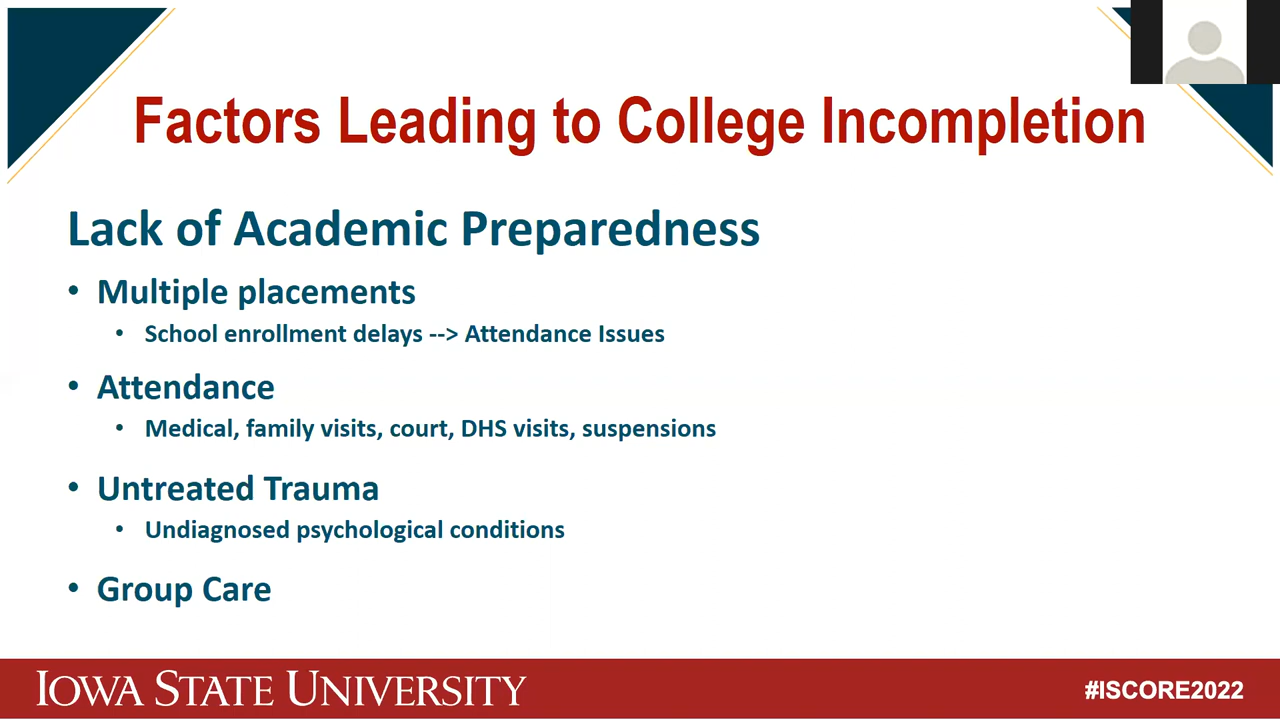 Factors Leading to College Incompletion
Lack of Academic Preparedness
• Multiple placements
• School enrollment delays --> Attendance Issues
• Attendance
• Medical, family visits, court, DHS visits, suspensions
• Untreated Trauma
• Undiagnosed psychological conditions
• Group Care
IOWA STATE UNIVERSITY
#ISCORE2022